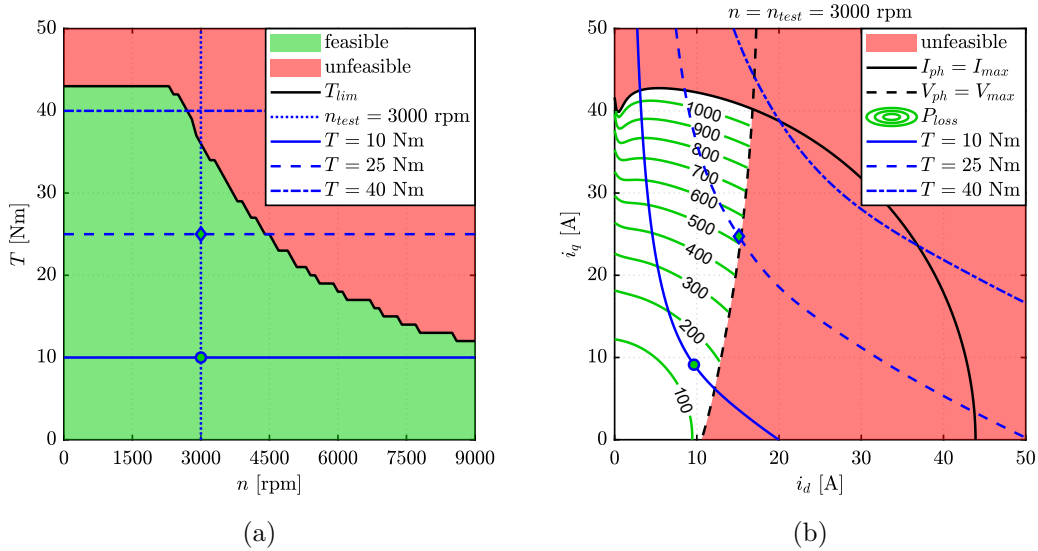 n = n_test = 3000 rpm
50
40
30
20
10
0
T [Nm]
feasible
unfeasible
T_lim
n_test = 3000 rpm
T = 10 Nm
T = 25 Nm
T = 40 Nm
0 1500 3000 4500 6000 7500 9000
n [rpm]
(a)
50
40
30
20
10
0
i_q [A]
unfeasible
I_ph = I_max
V_ph = V_max
P_loss
T = 10 Nm
T = 25 Nm
T = 40 Nm
1000
900
800
700
600
500
400
300
200
100
0 10 20 30 40 50
i_d [A]
(b)